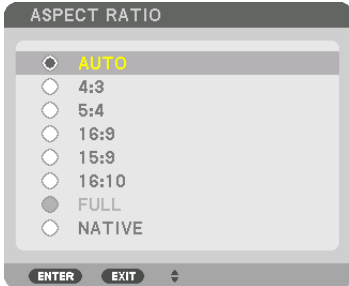 ASPECT RATIO
AUTO
4:3
5:4
16:9
15:9
16:10
FULL
NATIVE
ENTER EXIT